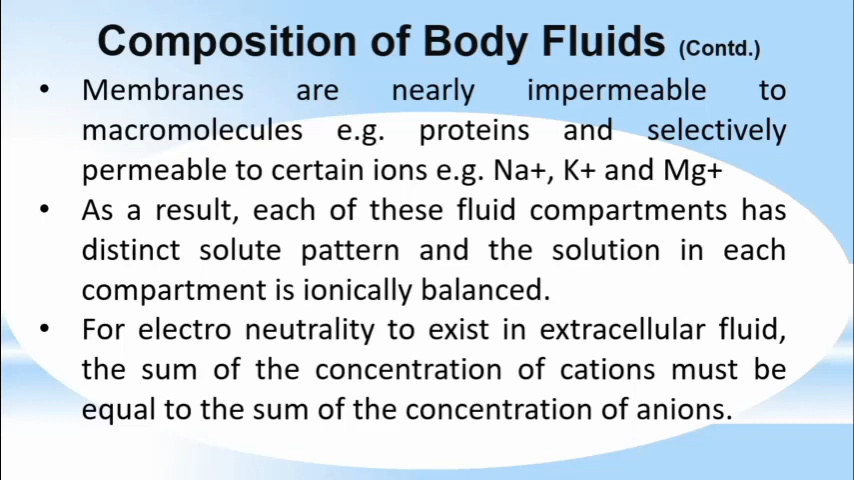 Composition of Body Fluids (Contd.)
• Membranes are nearly impermeable to
macromolecules e.g. proteins and selectively
permeable to certain ions e.g. Na+, K+ and Mg+
• As a result, each of these fluid compartments has
distinct solute pattern and the solution in each
compartment is ionically balanced.
• For electro neutrality to exist in extracellular fluid,
the sum of the concentration of cations must be
equal to the sum of the concentration of anions.